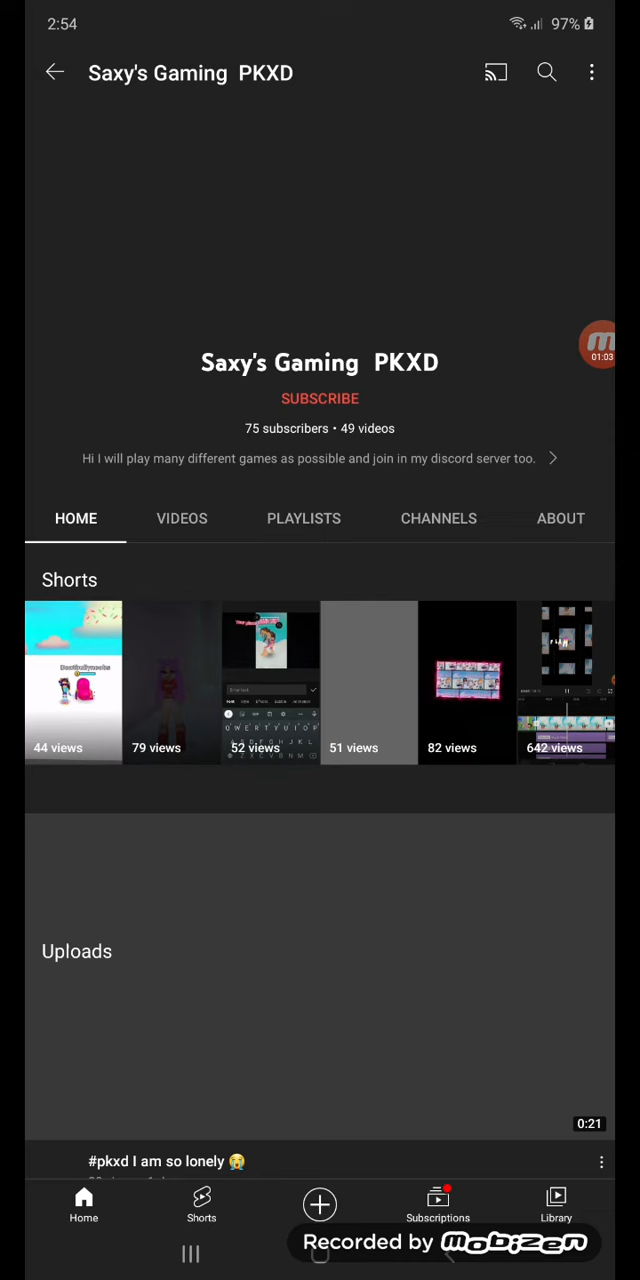 2:54
97%
Saxy's Gaming PKXD
01:03
Saxy's Gaming PKXD
SUBSCRIBE
75 subscribers • 49 videos
Hi I will play many different games as possible and join in my discord server too.
HOME VIDEOS PLAYLISTS CHANNELS ABOUT
Shorts
44 views 79 views 52 views 51 views 82 views 642 views
Uploads
0:21
#pkxd I am so lonely 😭
Home Shorts Subscriptions Library
Recorded by mobizen